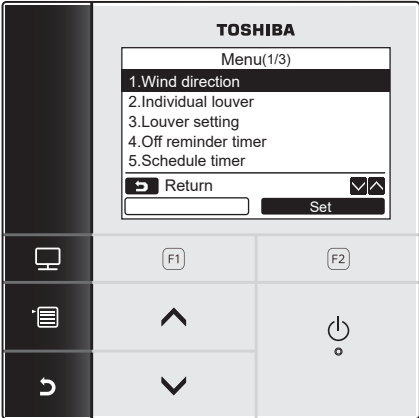 TOSHIBA
Menu(1/3)
1.Wind direction
2.Individual louver
3.Louver setting
4.Off reminder timer
5.Schedule timer
Return
Set
F1
F2